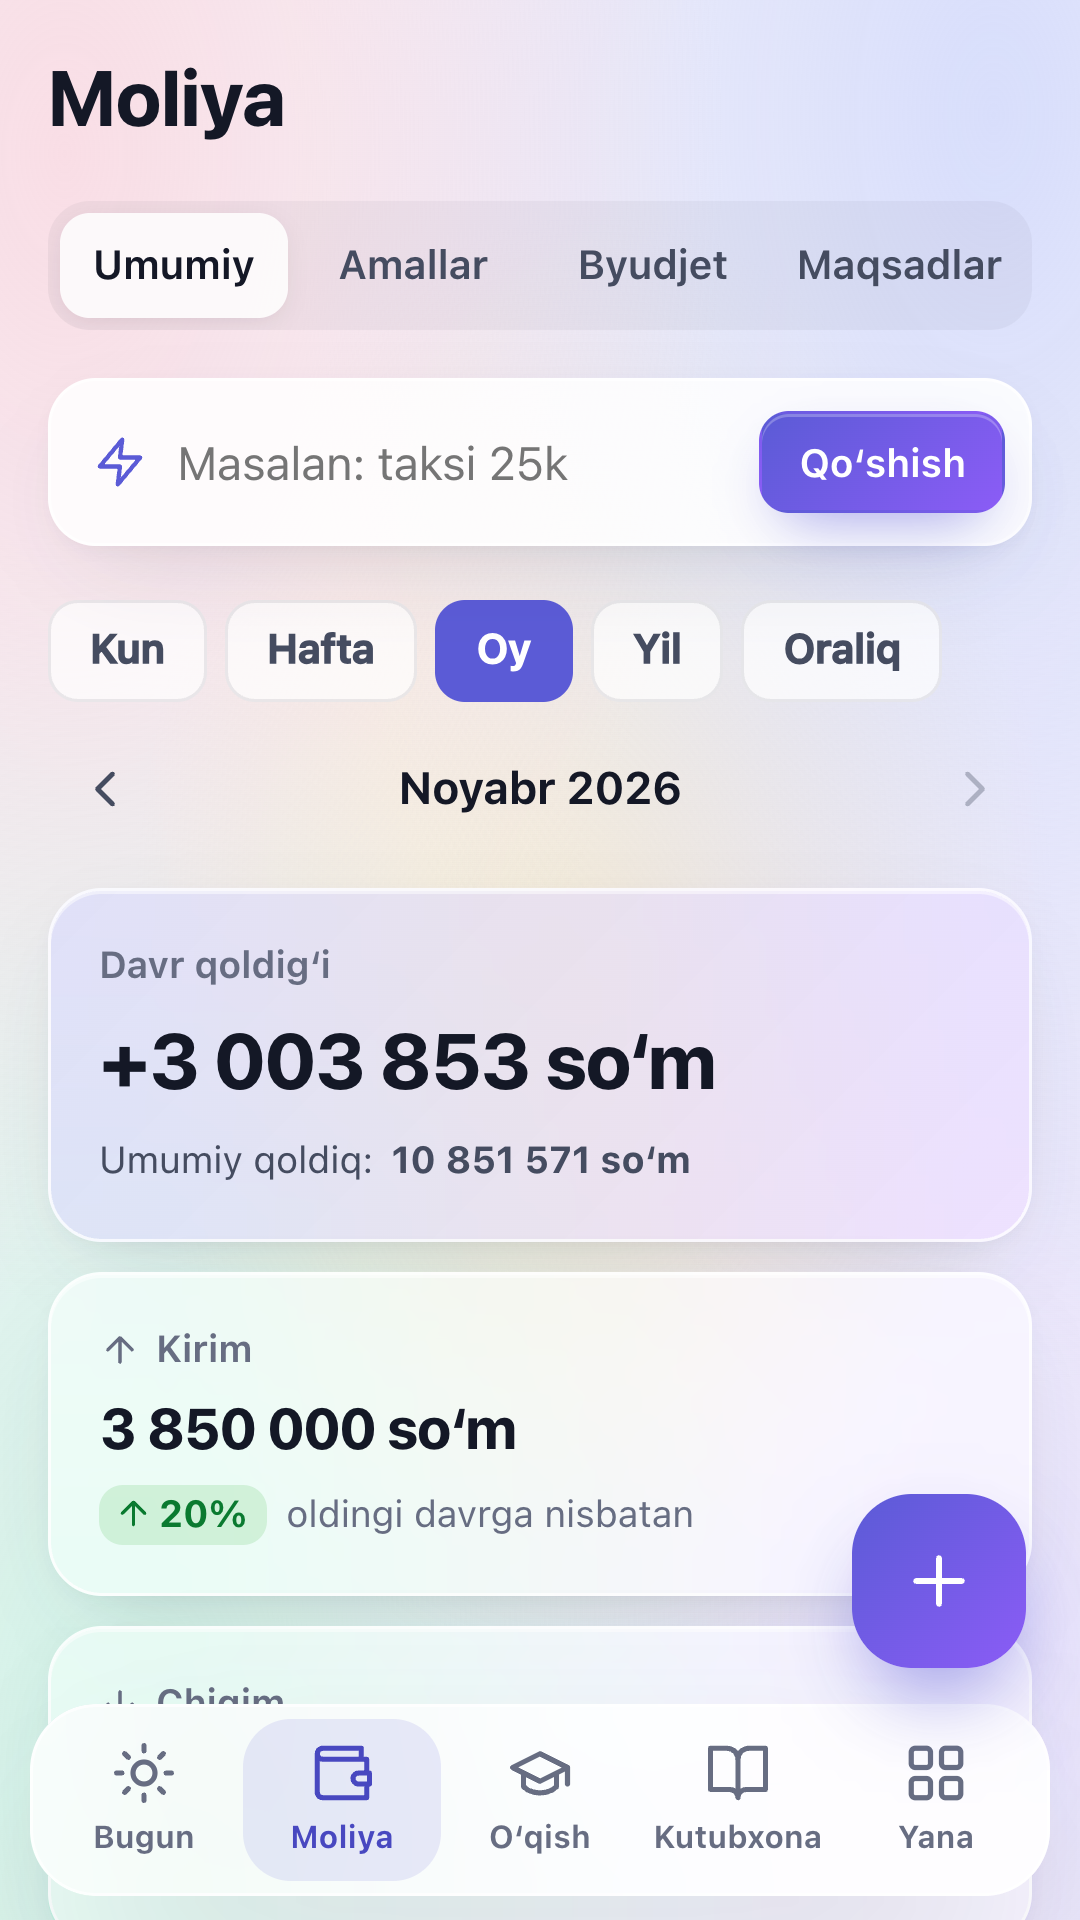 Moliya
Umumiy Amallar Byudjet Maqsadlar
Masalan: taksi 25k Qo‘shish
Kun Hafta Oy Yil Oraliq
Noyabr 2026
Davr qoldig‘i
+3 003 853 so‘m
Umumiy qoldiq: 10 851 571 so‘m
Kirim
3 850 000 so‘m
20% oldingi davrga nisbatan
Chiqim
Bugun Moliya O‘qish Kutubxona Yana